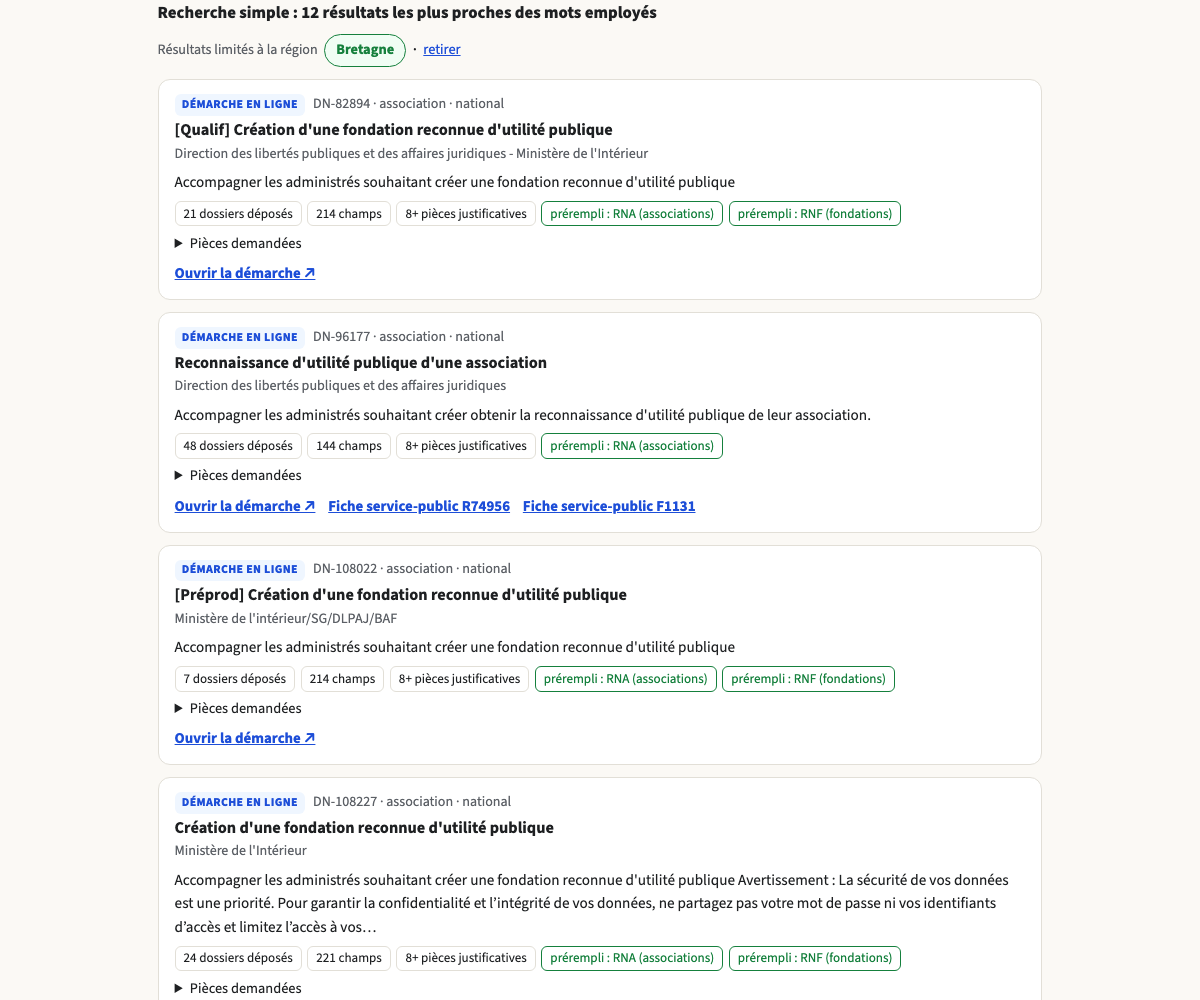 Recherche simple : 12 résultats les plus proches des mots employés
Résultats limités à la région Bretagne · retirer
DÉMARCHE EN LIGNE DN-82894 · association · national
[Qualif] Création d'une fondation reconnue d'utilité publique
Direction des libertés publiques et des affaires juridiques - Ministère de l'Intérieur
Accompagner les administrés souhaitant créer une fondation reconnue d'utilité publique
21 dossiers déposés 214 champs 8+ pièces justificatives prérempli : RNA (associations) prérempli : RNF (fondations)
▶ Pièces demandées
Ouvrir la démarche ↗
DÉMARCHE EN LIGNE DN-96177 · association · national
Reconnaissance d'utilité publique d'une association
Direction des libertés publiques et des affaires juridiques
Accompagner les administrés souhaitant créer obtenir la reconnaissance d'utilité publique de leur association.
48 dossiers déposés 144 champs 8+ pièces justificatives prérempli : RNA (associations)
▶ Pièces demandées
Ouvrir la démarche ↗ Fiche service-public R74956 Fiche service-public F1131
DÉMARCHE EN LIGNE DN-108022 · association · national
[Préprod] Création d'une fondation reconnue d'utilité publique
Ministère de l'intérieur/SG/DLPAJ/BAF
Accompagner les administrés souhaitant créer une fondation reconnue d'utilité publique
7 dossiers déposés 214 champs 8+ pièces justificatives prérempli : RNA (associations) prérempli : RNF (fondations)
▶ Pièces demandées
Ouvrir la démarche ↗
DÉMARCHE EN LIGNE DN-108227 · association · national
Création d'une fondation reconnue d'utilité publique
Ministère de l'Intérieur
Accompagner les administrés souhaitant créer une fondation reconnue d'utilité publique Avertissement : La sécurité de vos données
est une priorité. Pour garantir la confidentialité et l’intégrité de vos données, ne partagez pas votre mot de passe ni vos identifiants
d’accès et limitez l’accès à vos…
24 dossiers déposés 221 champs 8+ pièces justificatives prérempli : RNA (associations) prérempli : RNF (fondations)
▶ Pièces demandées